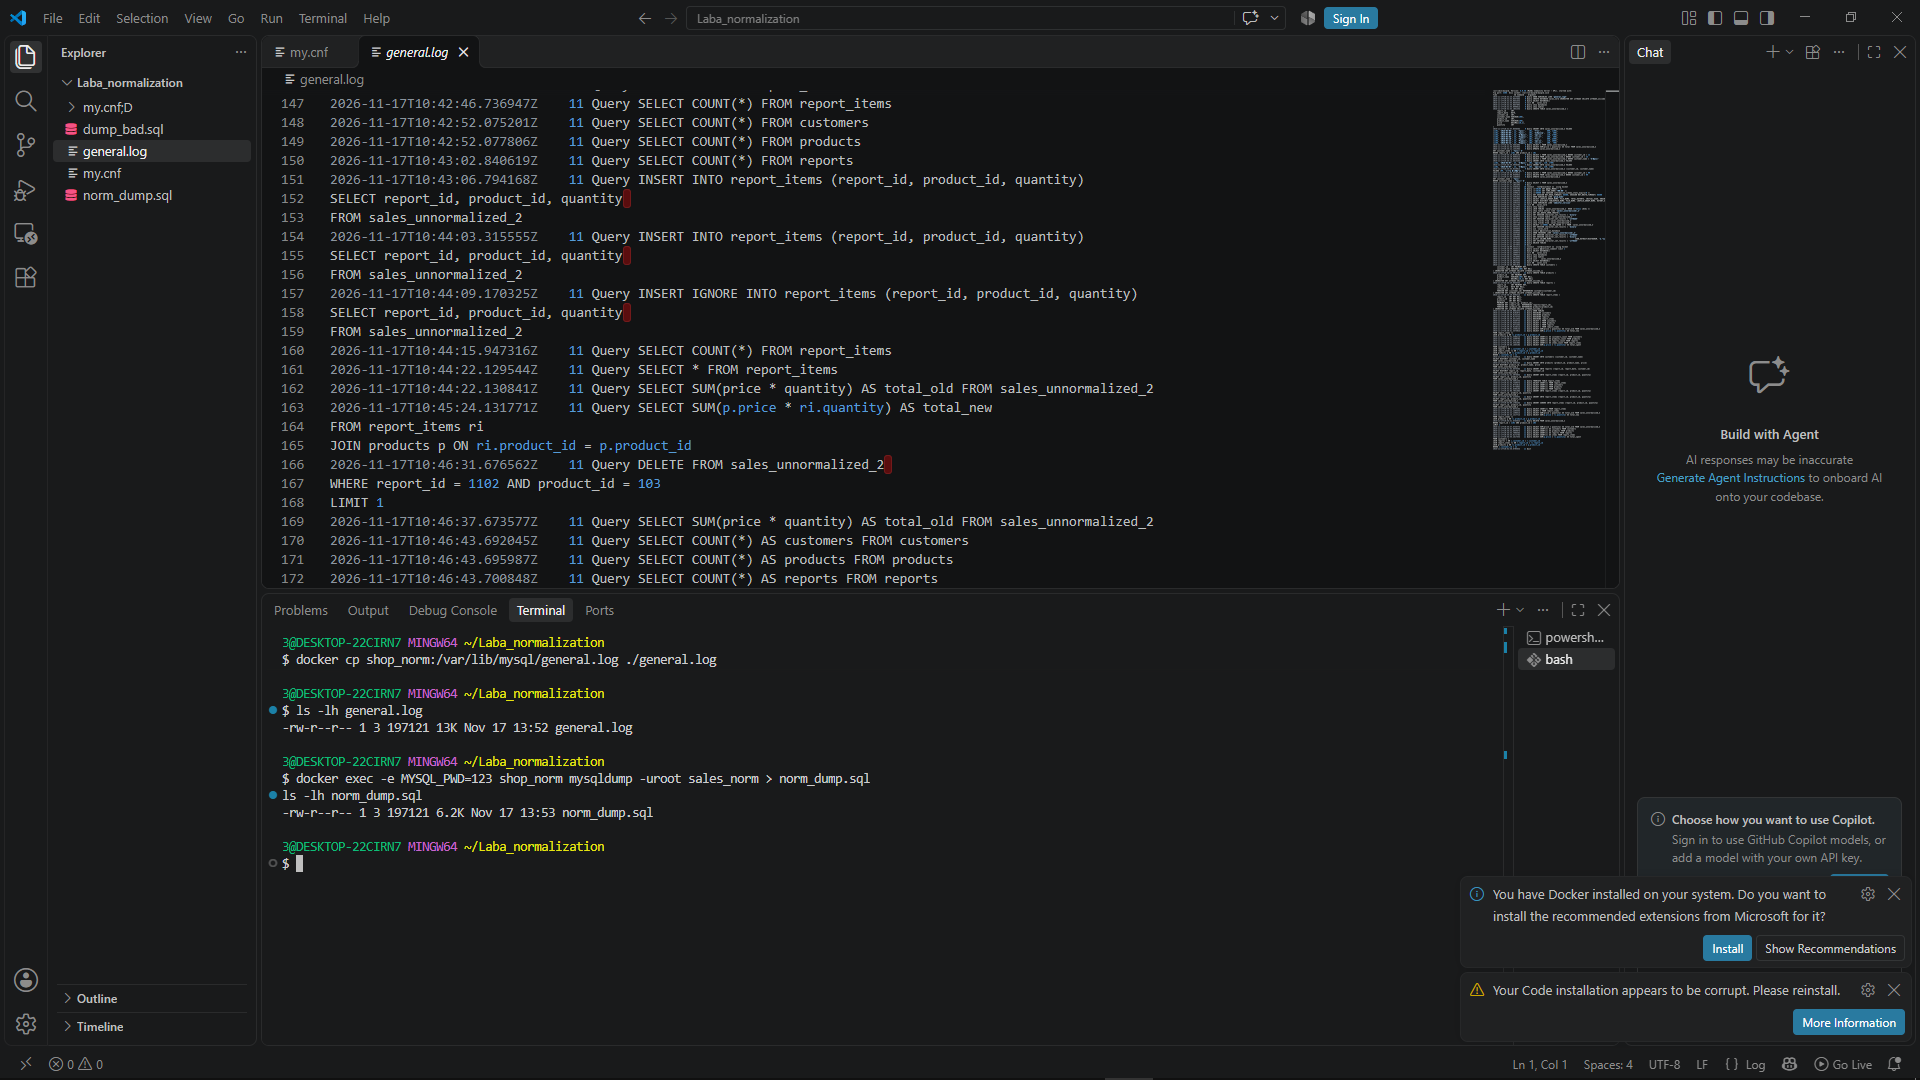 File Edit Selection View Go Run Terminal Help
Laba_normalization
Sign In
Explorer
Laba_normalization
my.cnf;D
dump_bad.sql
general.log
my.cnf
norm_dump.sql
Outline
Timeline
my.cnf
general.log
general.log
147 2026-11-17T10:42:46.736947Z 11 Query SELECT COUNT(*) FROM report_items
148 2026-11-17T10:42:52.075201Z 11 Query SELECT COUNT(*) FROM customers
149 2026-11-17T10:42:52.077806Z 11 Query SELECT COUNT(*) FROM products
150 2026-11-17T10:43:02.840619Z 11 Query SELECT COUNT(*) FROM reports
151 2026-11-17T10:43:06.794168Z 11 Query INSERT INTO report_items (report_id, product_id, quantity)
152 SELECT report_id, product_id, quantity
153 FROM sales_unnormalized_2
154 2026-11-17T10:44:03.315555Z 11 Query INSERT INTO report_items (report_id, product_id, quantity)
155 SELECT report_id, product_id, quantity
156 FROM sales_unnormalized_2
157 2026-11-17T10:44:09.170325Z 11 Query INSERT IGNORE INTO report_items (report_id, product_id, quantity)
158 SELECT report_id, product_id, quantity
159 FROM sales_unnormalized_2
160 2026-11-17T10:44:15.947316Z 11 Query SELECT COUNT(*) FROM report_items
161 2026-11-17T10:44:22.129544Z 11 Query SELECT * FROM report_items
162 2026-11-17T10:44:22.130841Z 11 Query SELECT SUM(price * quantity) AS total_old FROM sales_unnormalized_2
163 2026-11-17T10:45:24.131771Z 11 Query SELECT SUM(p.price * ri.quantity) AS total_new
164 FROM report_items ri
165 JOIN products p ON ri.product_id = p.product_id
166 2026-11-17T10:46:31.676562Z 11 Query DELETE FROM sales_unnormalized_2
167 WHERE report_id = 1102 AND product_id = 103
168 LIMIT 1
169 2026-11-17T10:46:37.673577Z 11 Query SELECT SUM(price * quantity) AS total_old FROM sales_unnormalized_2
170 2026-11-17T10:46:43.692045Z 11 Query SELECT COUNT(*) AS customers FROM customers
171 2026-11-17T10:46:43.695987Z 11 Query SELECT COUNT(*) AS products FROM products
172 2026-11-17T10:46:43.700848Z 11 Query SELECT COUNT(*) AS reports FROM reports
Problems Output Debug Console Terminal Ports
3@DESKTOP-22CIRN7 MINGW64 ~/Laba_normalization
$ docker cp shop_norm:/var/lib/mysql/general.log ./general.log
3@DESKTOP-22CIRN7 MINGW64 ~/Laba_normalization
$ ls -lh general.log
-rw-r--r-- 1 3 197121 13K Nov 17 13:52 general.log
3@DESKTOP-22CIRN7 MINGW64 ~/Laba_normalization
$ docker exec -e MYSQL_PWD=123 shop_norm mysqldump -uroot sales_norm > norm_dump.sql
ls -lh norm_dump.sql
-rw-r--r-- 1 3 197121 6.2K Nov 17 13:53 norm_dump.sql
3@DESKTOP-22CIRN7 MINGW64 ~/Laba_normalization
$
powersh...
bash
Chat
Build with Agent
AI responses may be inaccurate
Generate Agent Instructions to onboard AI
onto your codebase.
Choose how you want to use Copilot.
Sign in to use GitHub Copilot models, or
add a model with your own API key.
You have Docker installed on your system. Do you want to
install the recommended extensions from Microsoft for it?
Install Show Recommendations
Your Code installation appears to be corrupt. Please reinstall.
More Information
0 0
Ln 1, Col 1 Spaces: 4 UTF-8 LF {} Log Go Live